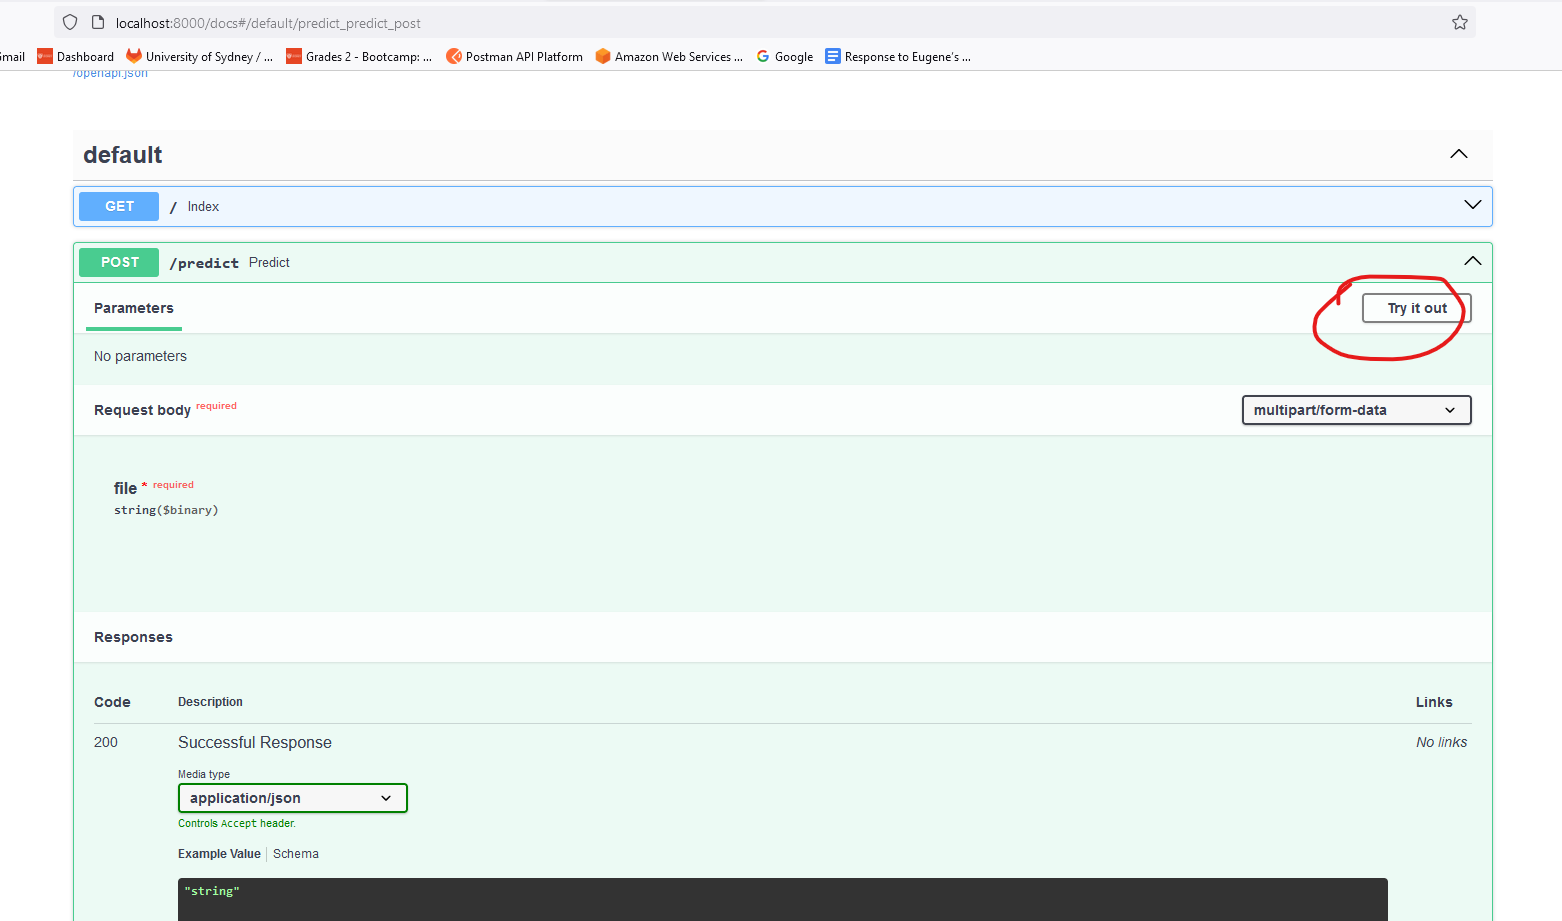 localhost:8000/docs#/default/predict_predict_post
Gmail Dashboard University of Sydney / ... Grades 2 - Bootcamp: ... Postman API Platform Amazon Web Services ... Google Response to Eugene's ...
/openapi.json
default
GET / Index
POST /predict Predict
Parameters Try it out
No parameters
Request body required multipart/form-data
file * required
string($binary)
Responses
Code Description Links
200 Successful Response No links
Media type
application/json
Controls Accept header.
Example Value Schema
"string"